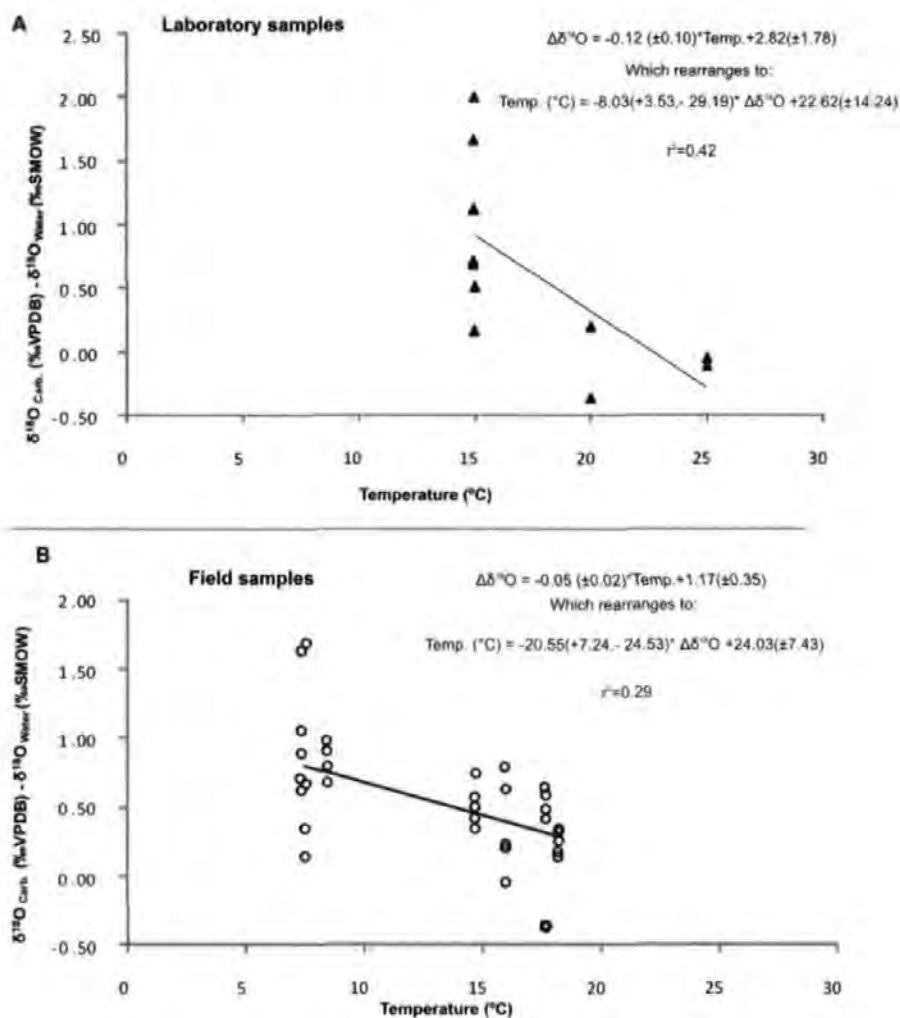 A
Laboratory samples
Δδ¹⁸O = -0.12 (±0.10)*Temp.+2.82(±1.78)
Which rearranges to:
Temp. (°C) = -8.03(+3.53,- 29.19)* Δδ¹⁸O +22.62(±14.24)
r²=0.42
2.50
2.00
1.50
1.00
0.50
0.00
-0.50
δ¹⁸O Carb. (‰VPDB) - δ¹⁸O Water (‰SMOW)
0 5 10 15 20 25 30
Temperature (°C)
B
Field samples
Δδ¹⁸O = -0.05 (±0.02)*Temp.+1.17(±0.35)
Which rearranges to:
Temp. (°C) = -20.55(+7.24,- 24.53)* Δδ¹⁸O +24.03(±7.43)
r²=0.29
2.00
1.50
1.00
0.50
0.00
-0.50
δ¹⁸O Carb. (‰VPDB) - δ¹⁸O Water (‰SMOW)
0 5 10 15 20 25 30
Temperature (°C)